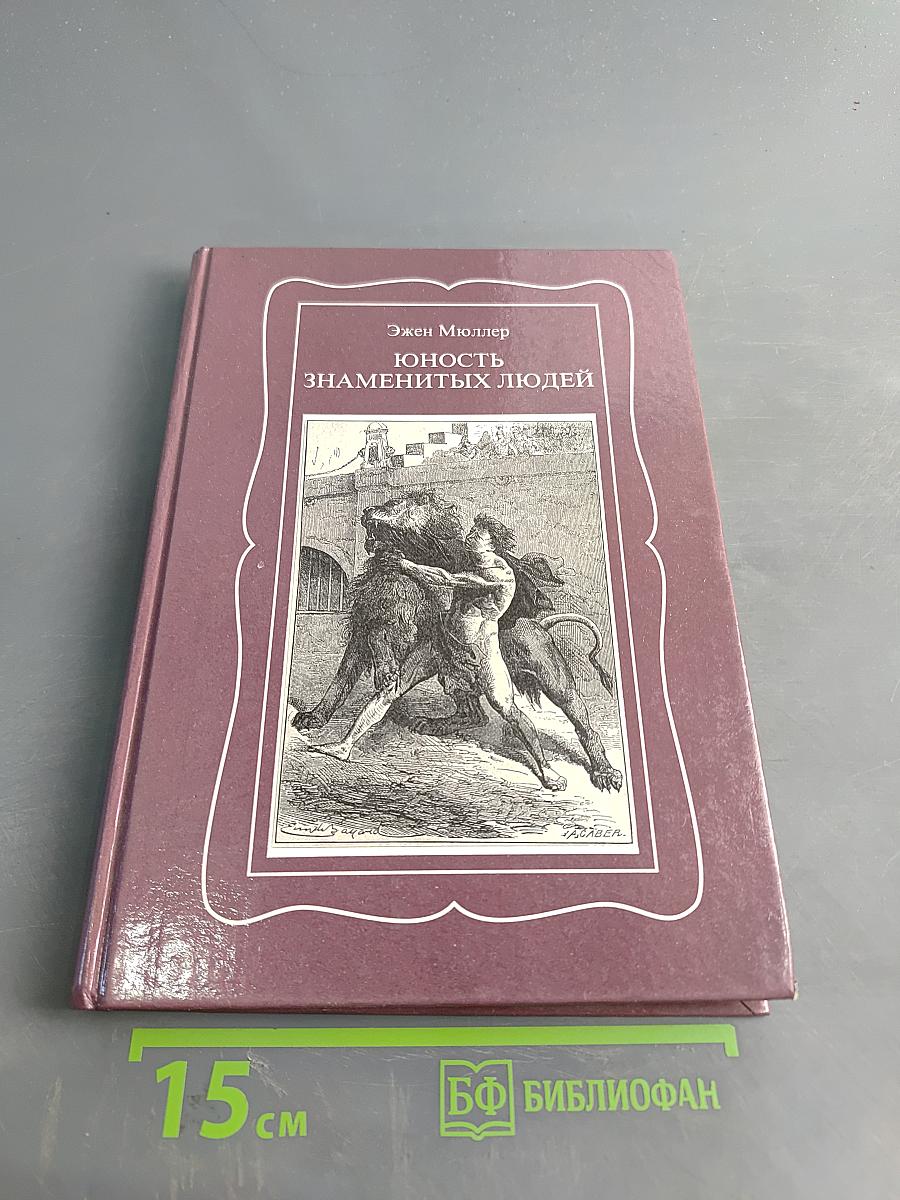 Эжен Мюллер
ЮНОСТЬ
ЗНАМЕНИТЫХ ЛЮДЕЙ
15 см
БФ БИБЛИОФАН